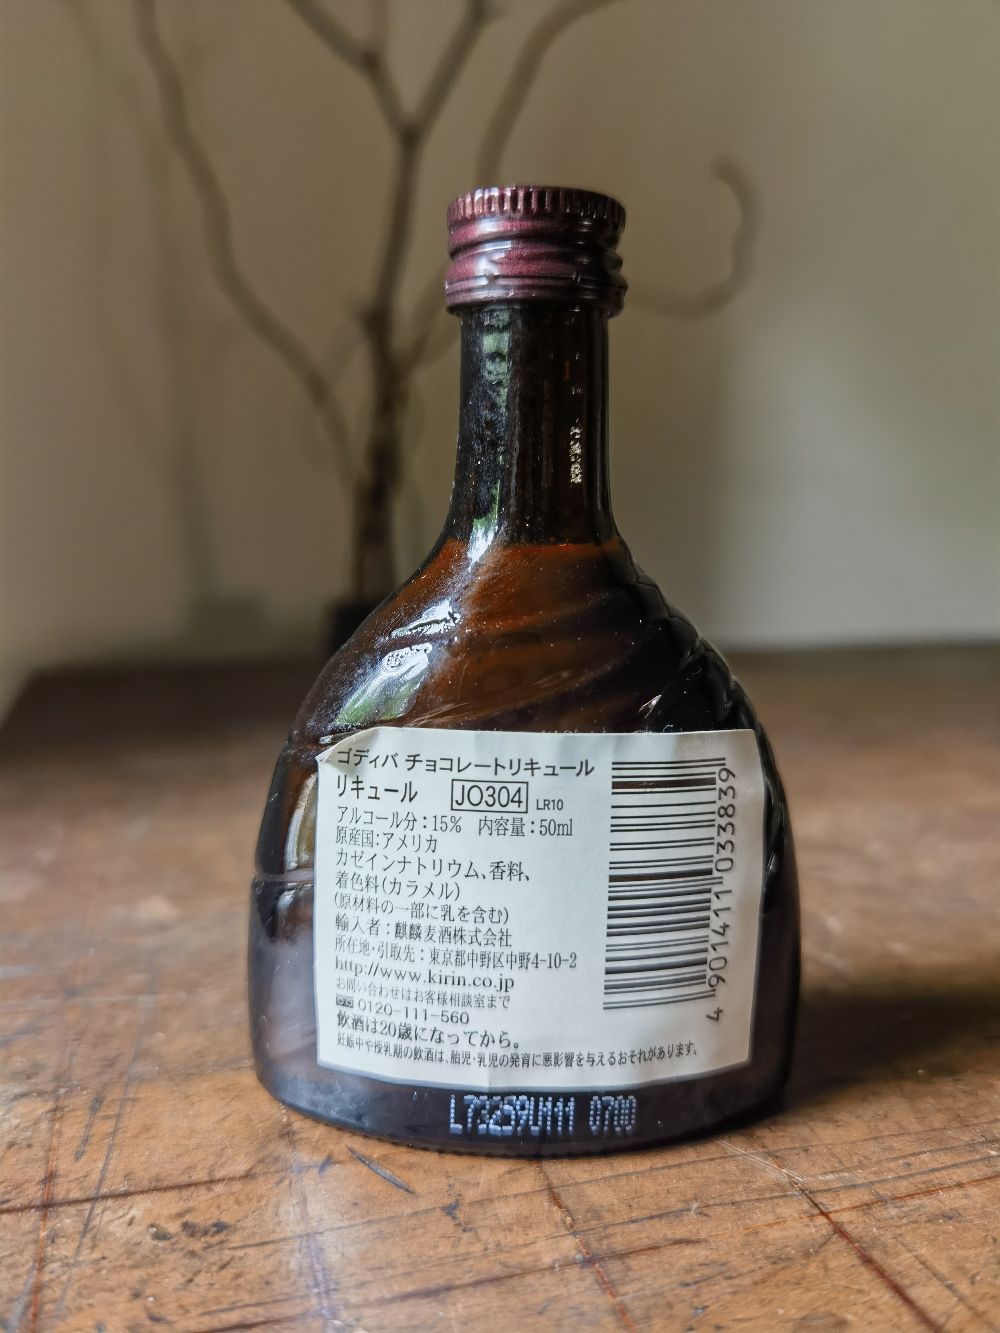 ゴディバ チョコレートリキュール
リキュール JO304 LR10
アルコール分：15% 内容量：50ml
原産国：アメリカ
カゼインナトリウム、香料、
着色料(カラメル)
(原材料の一部に乳を含む)
輸入者：麒麟麦酒株式会社
所在地・引取先：東京都中野区中野4-10-2
http://www.kirin.co.jp
お問い合わせはお客様相談室まで
0120-111-560
飲酒は20歳になってから。
妊娠中や授乳期の飲酒は、胎児・乳児の発育に悪影響を与えるおそれがあります。
4 901411 033839
0700